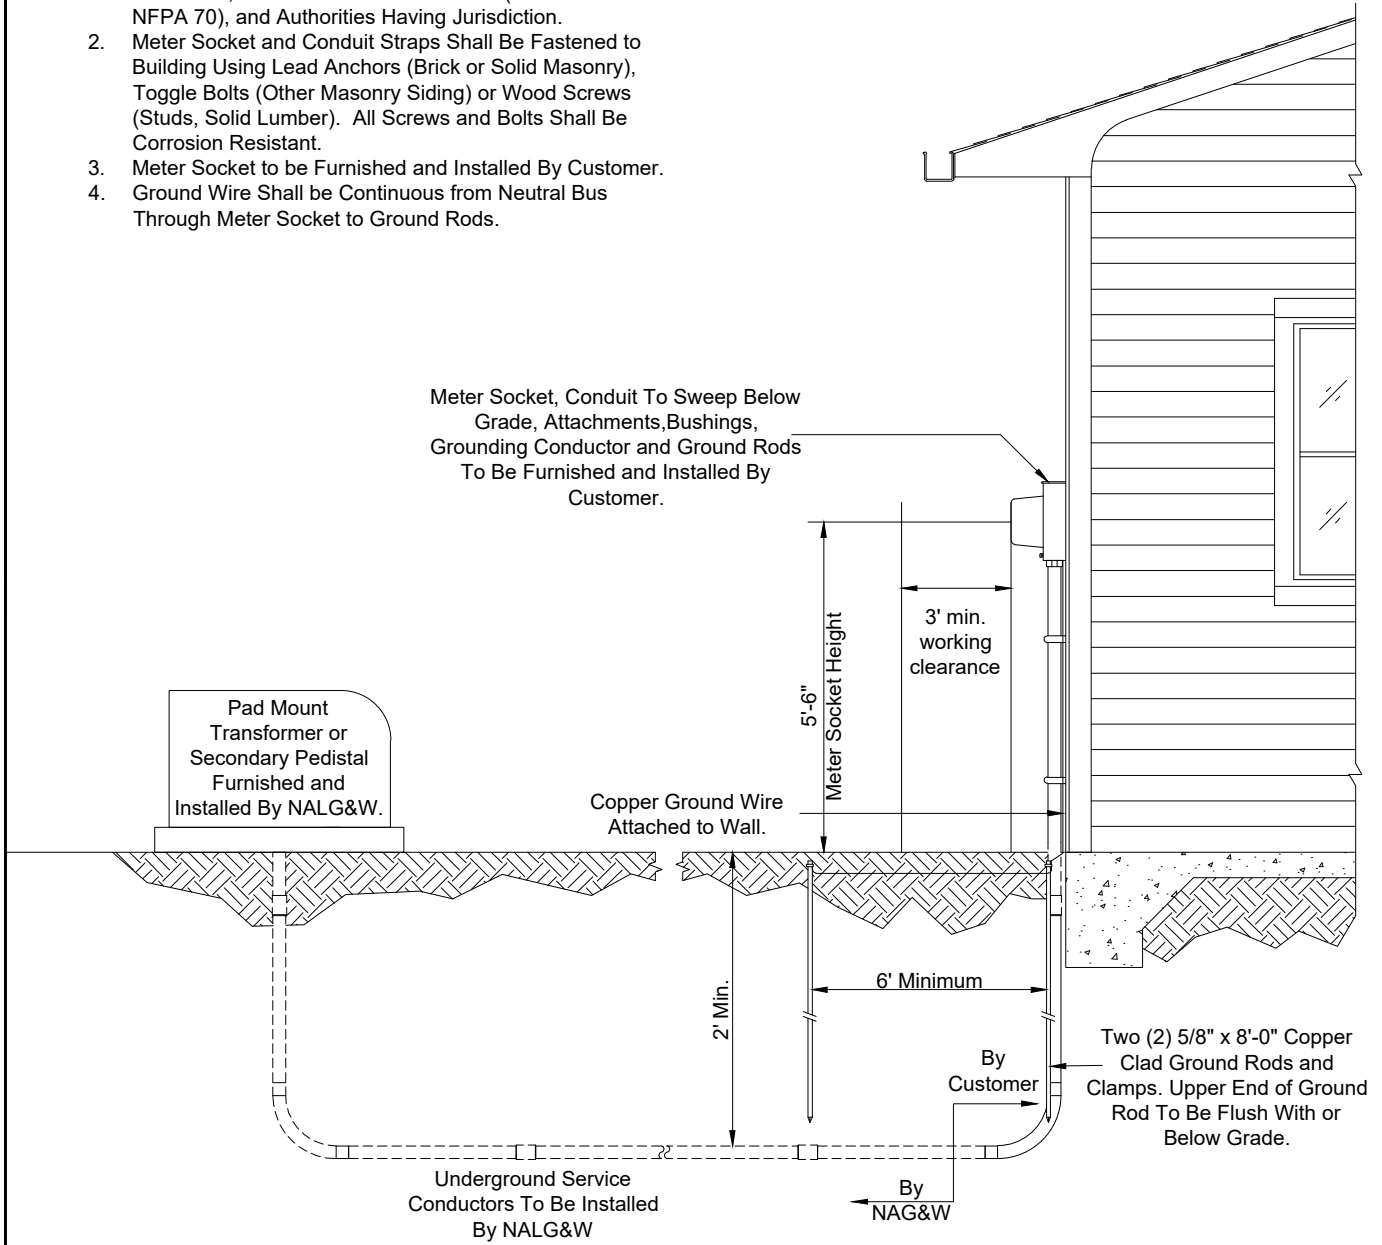 NFPA 70), and Authorities Having Jurisdiction.
2. Meter Socket and Conduit Straps Shall Be Fastened to
Building Using Lead Anchors (Brick or Solid Masonry),
Toggle Bolts (Other Masonry Siding) or Wood Screws
(Studs, Solid Lumber). All Screws and Bolts Shall Be
Corrosion Resistant.
3. Meter Socket to be Furnished and Installed By Customer.
4. Ground Wire Shall be Continuous from Neutral Bus
Through Meter Socket to Ground Rods.
Meter Socket, Conduit To Sweep Below
Grade, Attachments,Bushings,
Grounding Conductor and Ground Rods
To Be Furnished and Installed By
Customer.
3' min.
working
clearance
5'-6"
Meter Socket Height
Pad Mount
Transformer or
Secondary Pedistal
Furnished and
Installed By NALG&W.
Copper Ground Wire
Attached to Wall.
2' Min.
6' Minimum
By
Customer
Two (2) 5/8" x 8'-0" Copper
Clad Ground Rods and
Clamps. Upper End of Ground
Rod To Be Flush With or
Below Grade.
Underground Service
Conductors To Be Installed
By NALG&W
By
NAG&W